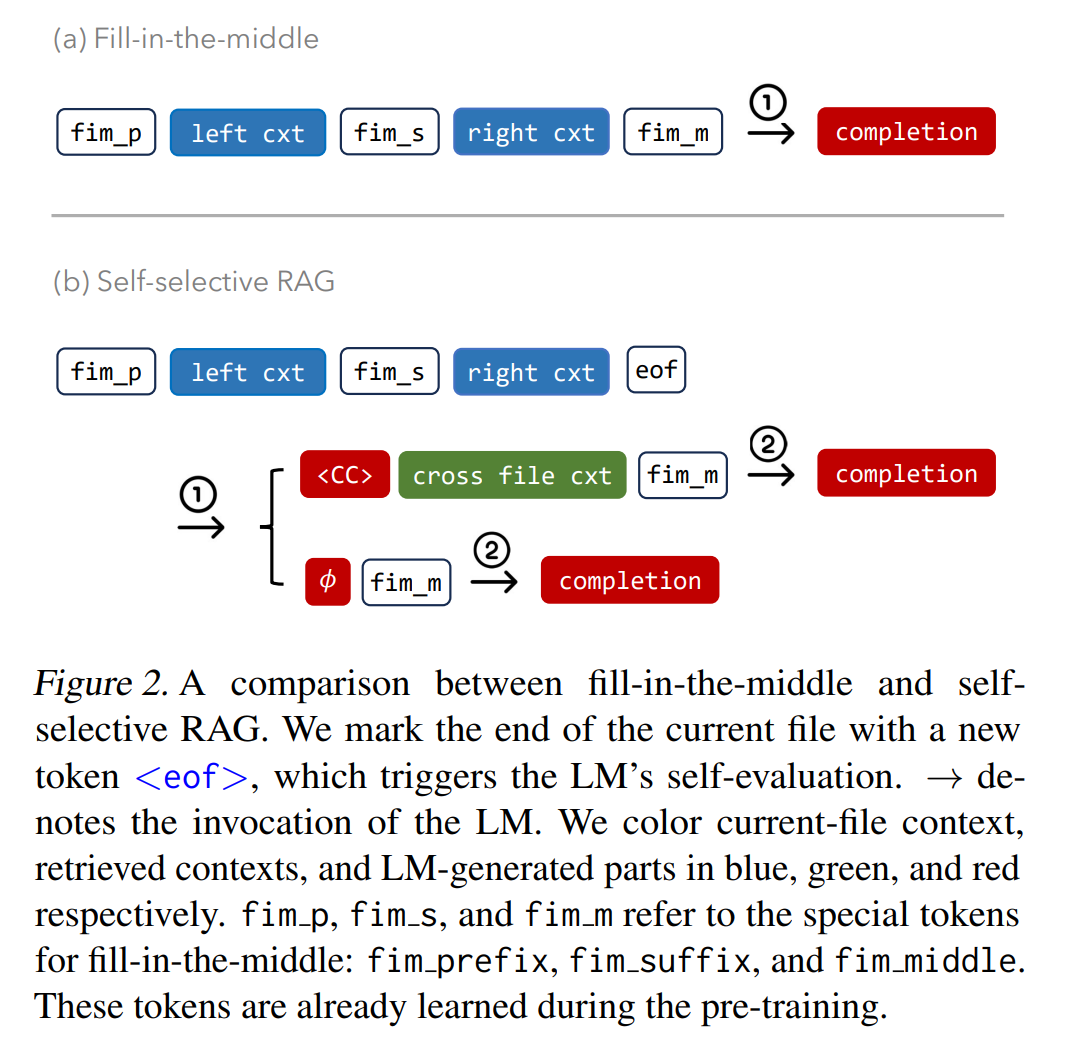 (a) Fill-in-the-middle
fim_p left cxt fim_s right cxt fim_m ① completion
(b) Self-selective RAG
fim_p left cxt fim_s right cxt eof
① <CC> cross file cxt fim_m ② completion
ϕ fim_m ② completion
Figure 2. A comparison between fill-in-the-middle and self-
selective RAG. We mark the end of the current file with a new
token <eof>, which triggers the LM's self-evaluation. → de-
notes the invocation of the LM. We color current-file context,
retrieved contexts, and LM-generated parts in blue, green, and red
respectively. fim_p, fim_s, and fim_m refer to the special tokens
for fill-in-the-middle: fim_prefix, fim_suffix, and fim_middle.
These tokens are already learned during the pre-training.